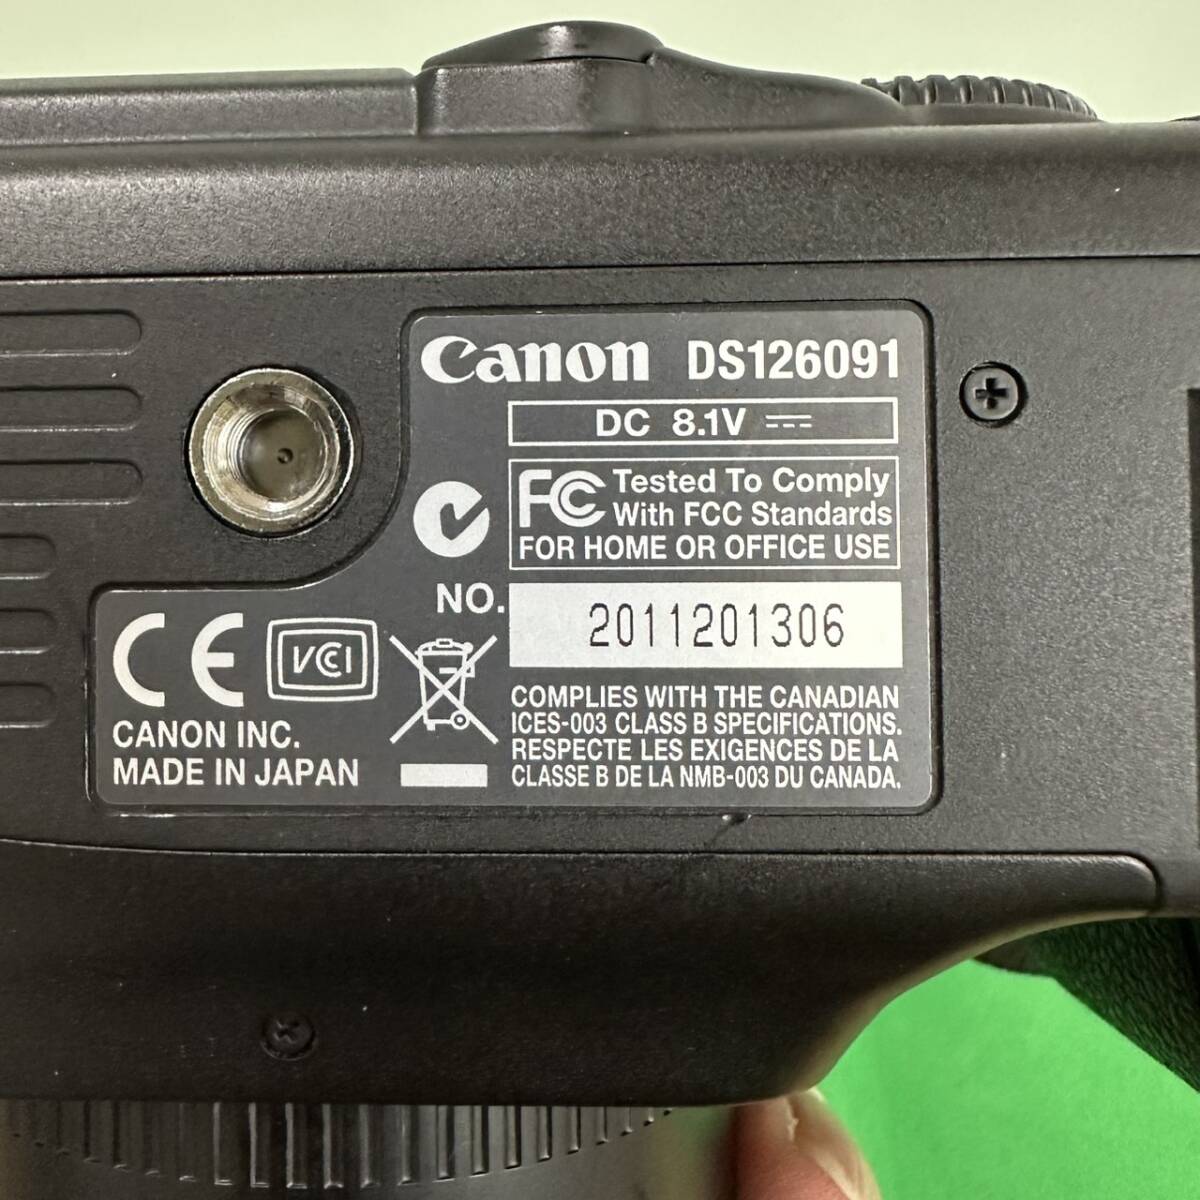 Canon DS126091
DC 8.1V
FC Tested To Comply
With FCC Standards
FOR HOME OR OFFICE USE
NO. 2011201306
CE VCCI
CANON INC.
MADE IN JAPAN
COMPLIES WITH THE CANADIAN
ICES-003 CLASS B SPECIFICATIONS.
RESPECTE LES EXIGENCES DE LA
CLASSE B DE LA NMB-003 DU CANADA.